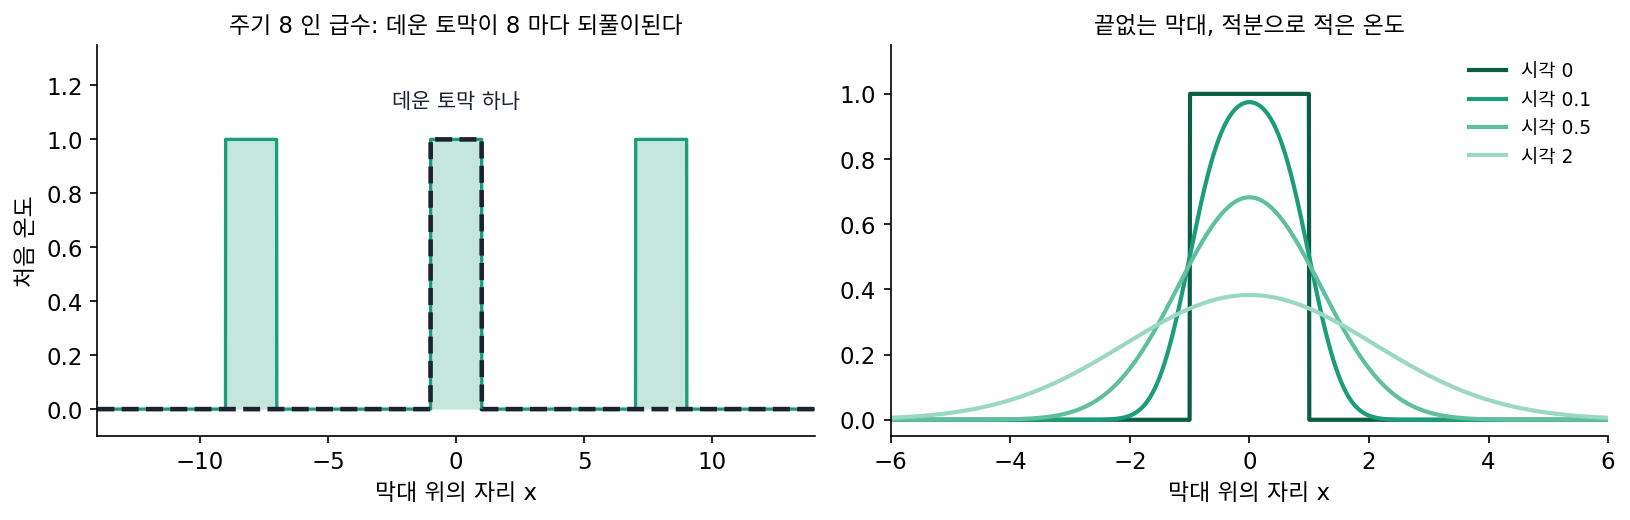 주기 8 인 급수: 데운 토막이 8 마다 되풀이된다
데운 토막 하나
처음 온도
1.2
1.0
0.8
0.6
0.4
0.2
0.0
−10
−5
0
5
10
막대 위의 자리 x
끝없는 막대, 적분으로 적은 온도
시각 0
시각 0.1
시각 0.5
시각 2
1.0
0.8
0.6
0.4
0.2
0.0
−6
−4
−2
0
2
4
6
막대 위의 자리 x